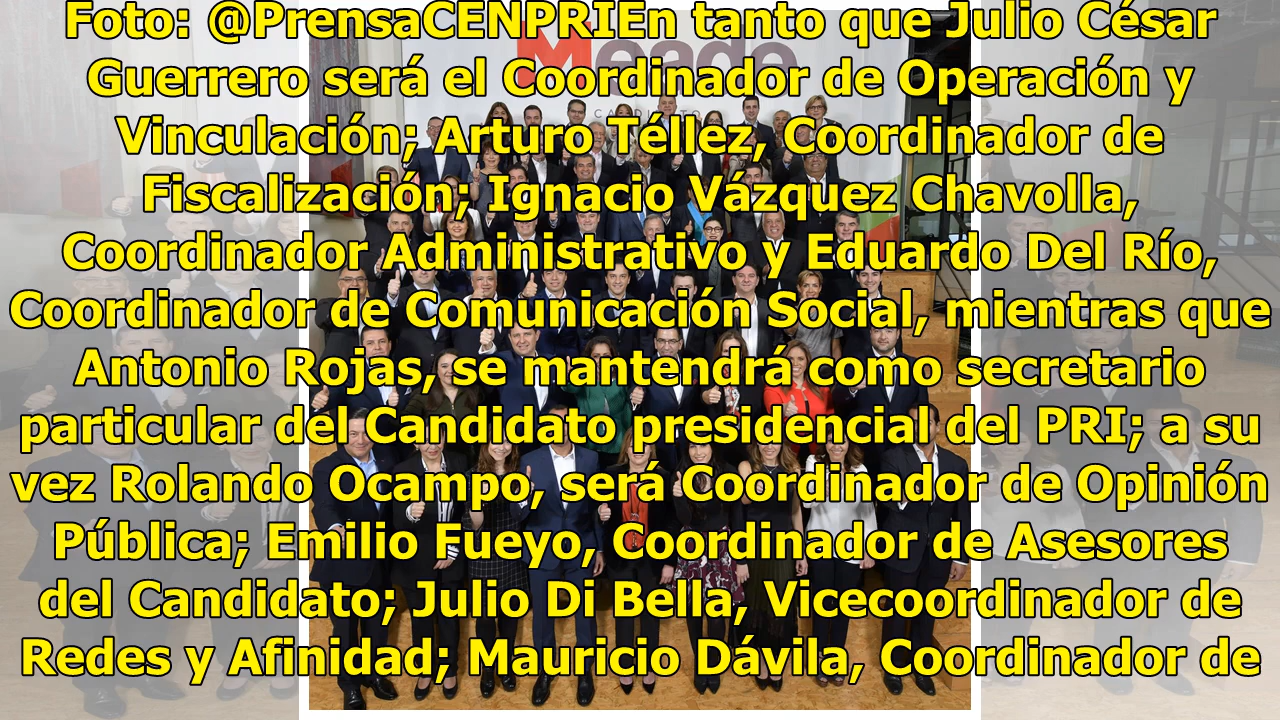 Foto: @PrensaCENPRIEn tanto que Julio César
Guerrero será el Coordinador de Operación y
Vinculación; Arturo Téllez, Coordinador de
Fiscalización; Ignacio Vázquez Chavolla,
Coordinador Administrativo y Eduardo Del Río,
Coordinador de Comunicación Social, mientras que
Antonio Rojas, se mantendrá como secretario
particular del Candidato presidencial del PRI; a su
vez Rolando Ocampo, será Coordinador de Opinión
Pública; Emilio Fueyo, Coordinador de Asesores
del Candidato; Julio Di Bella, Vicecoordinador de
Redes y Afinidad; Mauricio Dávila, Coordinador de
Meade
CANDIDATO